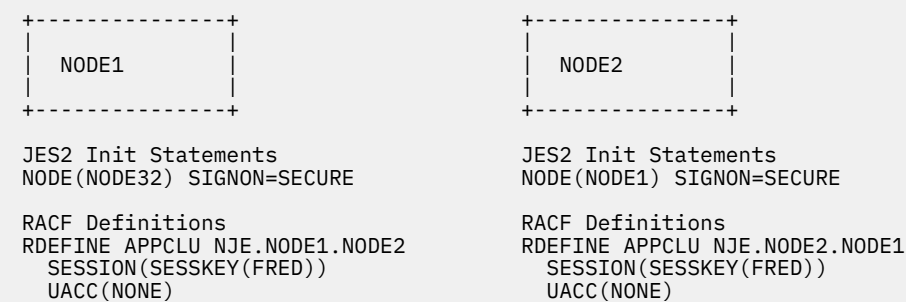 NODE1
NODE2
JES2 Init Statements
NODE(NODE32) SIGNON=SECURE
RACF Definitions
RDEFINE APPCLU NJE.NODE1.NODE2
SESSION(SESSKEY(FRED))
UACC(NONE)
JES2 Init Statements
NODE(NODE1) SIGNON=SECURE
RACF Definitions
RDEFINE APPCLU NJE.NODE2.NODE1
SESSION(SESSKEY(FRED))
UACC(NONE)